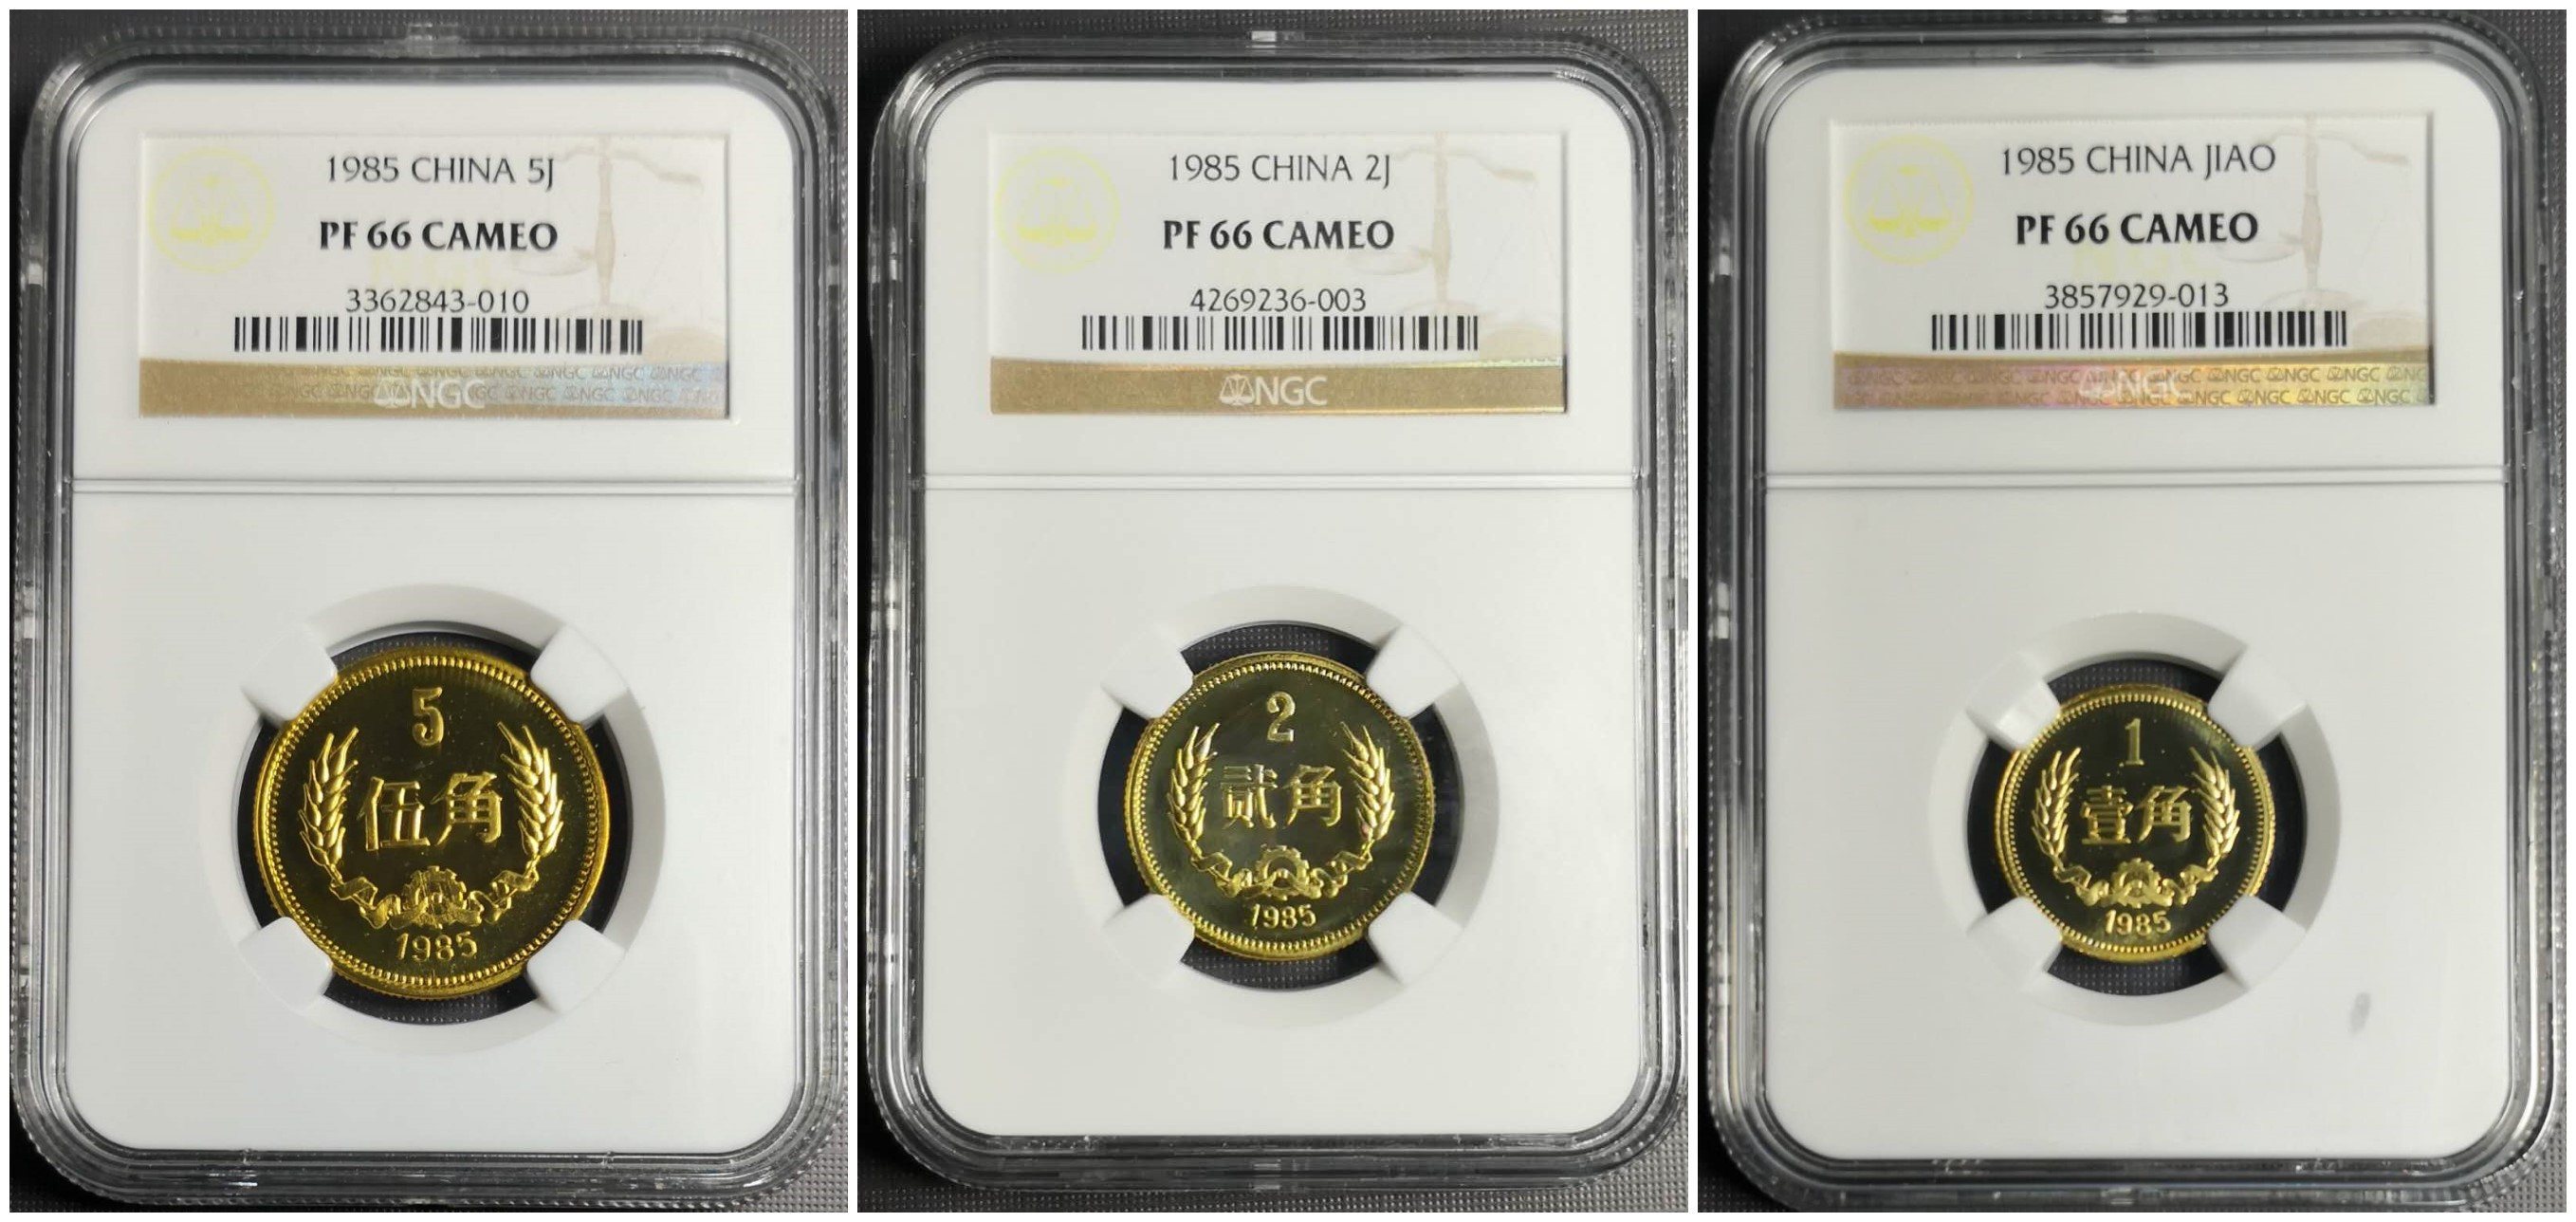 1985 CHINA 5J
PF 66 CAMEO
3362843-010
NGC
5
伍角
1985
1985 CHINA 2J
PF 66 CAMEO
4269236-003
NGC
2
贰角
1985
1985 CHINA JIAO
PF 66 CAMEO
3857929-013
NGC
1
壹角
1985